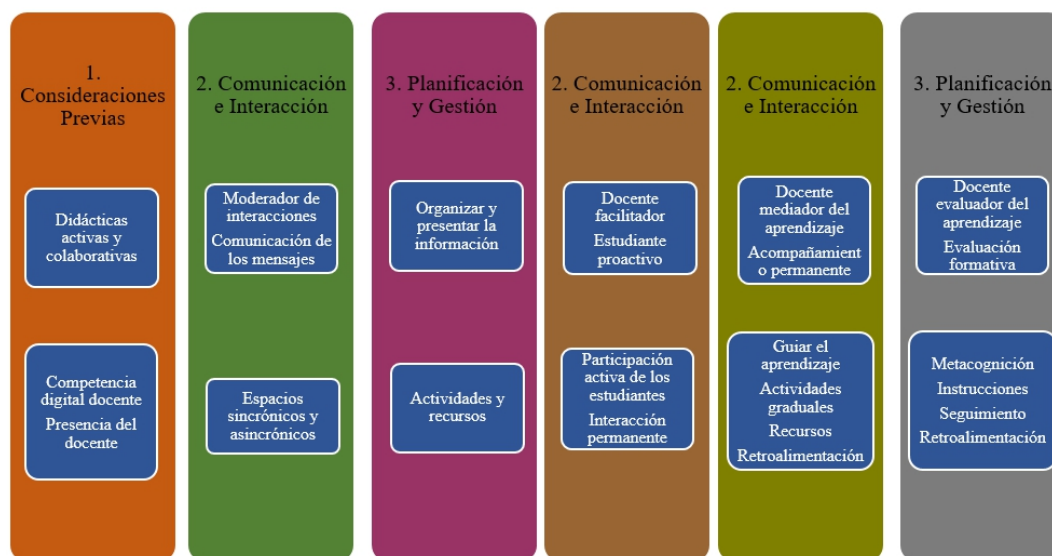 1.
Consideraciones
Previas
Didácticas
activas y
colaborativas
Competencia
digital docente
Presencia del
docente
2. Comunicación
e Interacción
Moderador de
interacciones
Comunicación de
los mensajes
Espacios
sincrónicos y
asincrónicos
3. Planificación
y Gestión
Organizar y
presentar la
información
Actividades y
recursos
2. Comunicación
e Interacción
Docente
facilitador
Estudiante
proactivo
Participación
activa de los
estudiantes
Interacción
permanente
2. Comunicación
e Interacción
Docente
mediador del
aprendizaje
Acompañamient
o permanente
Guiar el
aprendizaje
Actividades
graduales
Recursos
Retroalimentación
3. Planificación
y Gestión
Docente
evaluador del
aprendizaje
Evaluación
formativa
Metacognición
Instrucciones
Seguimiento
Retroalimentación